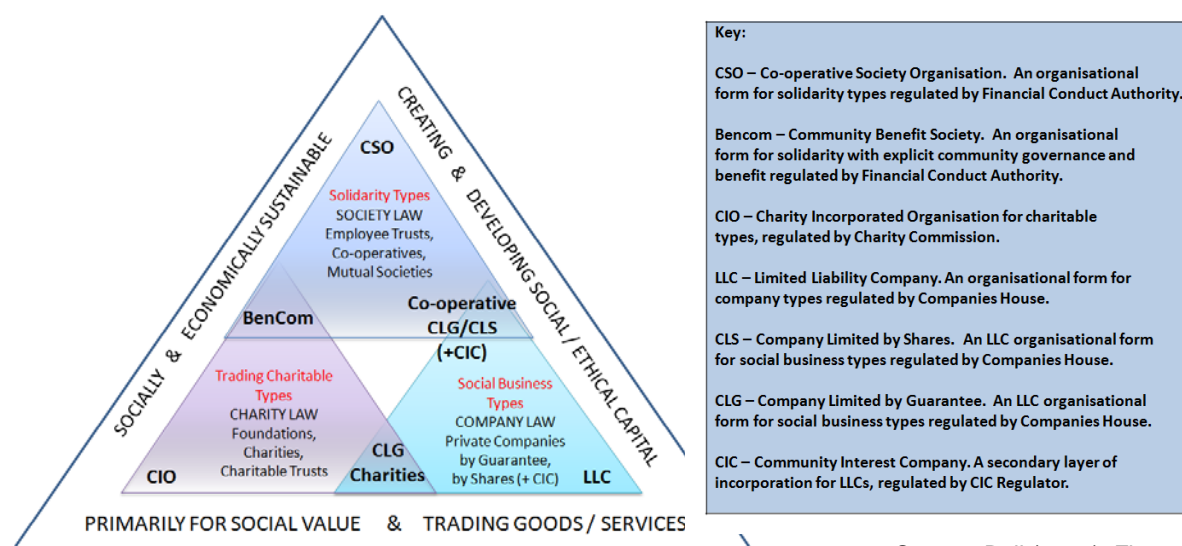 SOCIALLY & ECONOMICALLY SUSTAINABLE
CREATING & DEVELOPING SOCIAL / ETHICAL CAPITAL
CSO
Solidarity Types
SOCIETY LAW
Employee Trusts,
Co-operatives,
Mutual Societies
BenCom
Co-operative
CLG/CLS
(+CIC)
Trading Charitable
Types
CHARITY LAW
Foundations,
Charities,
Charitable Trusts
CIO
CLG
Charities
Social Business
Types
COMPANY LAW
Private Companies
by Guarantee,
by Shares (+ CIC)
LLC
PRIMARILY FOR SOCIAL VALUE & TRADING GOODS / SERVICES
Key:
CSO – Co-operative Society Organisation. An organisational
form for solidarity types regulated by Financial Conduct Authority.
Bencom – Community Benefit Society. An organisational
form for solidarity with explicit community governance and
benefit regulated by Financial Conduct Authority.
CIO – Charity Incorporated Organisation for charitable
types, regulated by Charity Commission.
LLC – Limited Liability Company. An organisational form for
company types regulated by Companies House.
CLS – Company Limited by Shares. An LLC organisational form
for social business types regulated by Companies House.
CLG – Company Limited by Guarantee. An LLC organisational
form for social business types regulated by Companies House.
CIC – Community Interest Company. A secondary layer of
incorporation for LLCs, regulated by CIC Regulator.